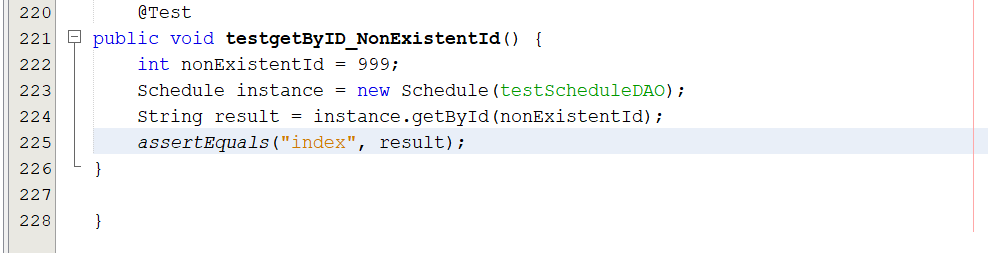 220 @Test
221 public void testgetByID_NonExistentId() {
222 int nonExistentId = 999;
223 Schedule instance = new Schedule(testScheduleDAO);
224 String result = instance.getById(nonExistentId);
225 assertEquals("index", result);
226 }
227
228 }